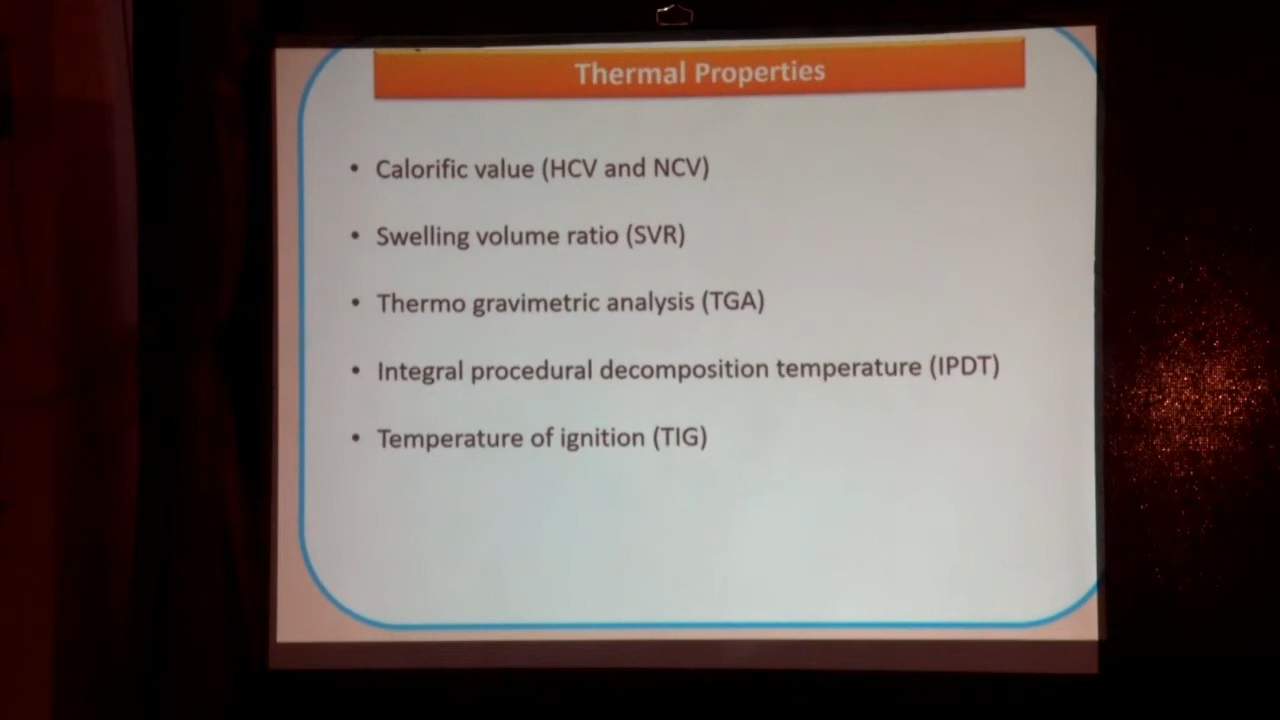 Thermal Properties
• Calorific value (HCV and NCV)
• Swelling volume ratio (SVR)
• Thermo gravimetric analysis (TGA)
• Integral procedural decomposition temperature (IPDT)
• Temperature of ignition (TIG)